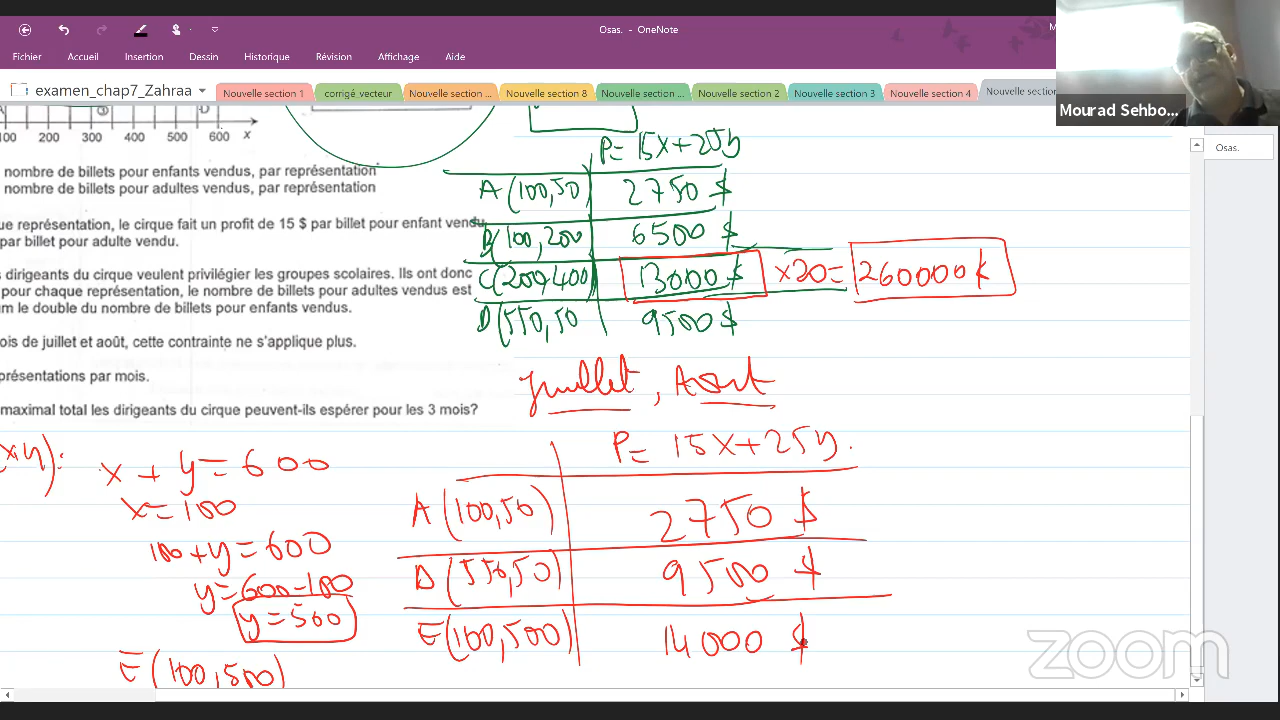 Osas. - OneNote
Fichier Accueil Insertion Dessin Historique Révision Affichage Aide
examen_chap7_Zahraa
Nouvelle section 1 corrigé_vecteur Nouvelle section ... Nouvelle section 8 Nouvelle section ... Nouvelle section 2 Nouvelle section 3 Nouvelle section 4 Nouvelle section
Mourad Sehbo...
Osas.
100 200 300 400 500 600 x
nombre de billets pour enfants vendus, par représentation
nombre de billets pour adultes vendus, par représentation
que représentation, le cirque fait un profit de 15 $ par billet pour enfant vendu
par billet pour adulte vendu.
s dirigeants du cirque veulent privilégier les groupes scolaires. Ils ont donc
pour chaque représentation, le nombre de billets pour adultes vendus est
m le double du nombre de billets pour enfants vendus.
ois de juillet et août, cette contrainte ne s'applique plus.
présentations par mois.
maximal total les dirigeants du cirque peuvent-ils espérer pour les 3 mois?
P= 15x+25y
A(100,50 2750 $
B(100,200 6500 $
C(200,400) 13000 $ x20= 260000 $
D(550,50 9500 $
juillet, Aout
P= 15x+25y.
A(100,50) 2750 $
D(550,50) 9500 $
E(100,500) 14000 $
(x,y):
x + y = 600
x = 100
100 + y = 600
y = 600-100
y = 500
E(100,500)
zoom